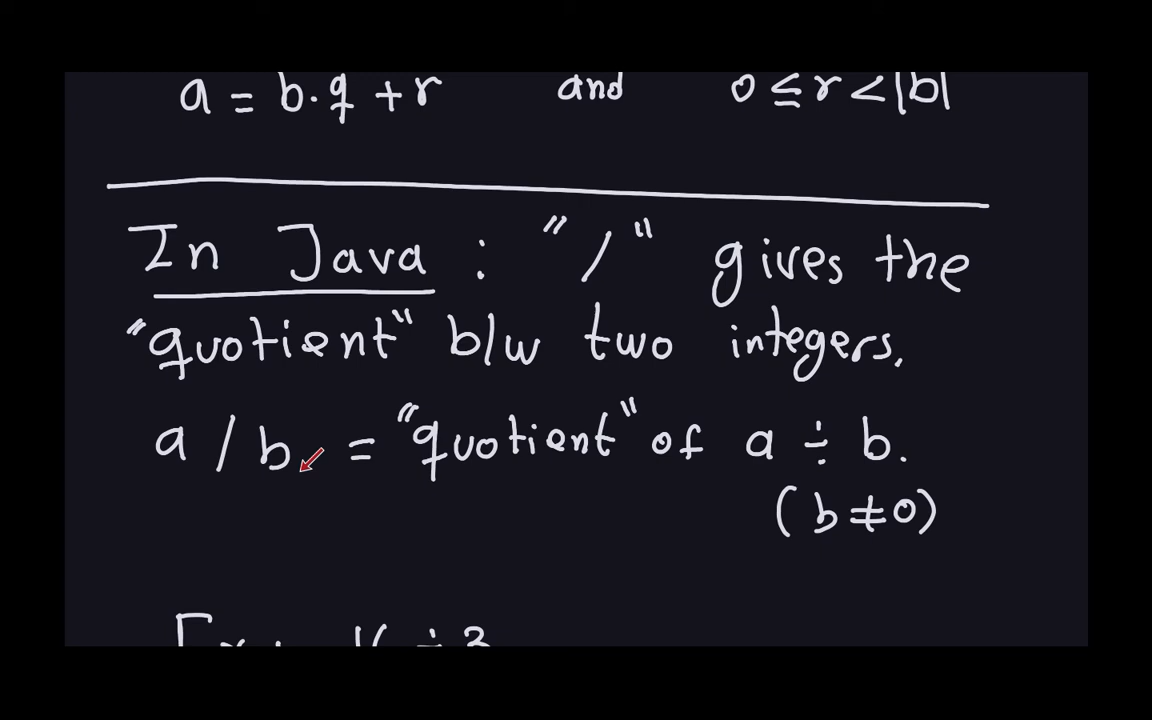 a = b·q + r and 0 ≤ r < |b|
In Java : "/" gives the
"quotient" b/w two integers.
a / b = "quotient" of a ÷ b.
(b ≠ 0)